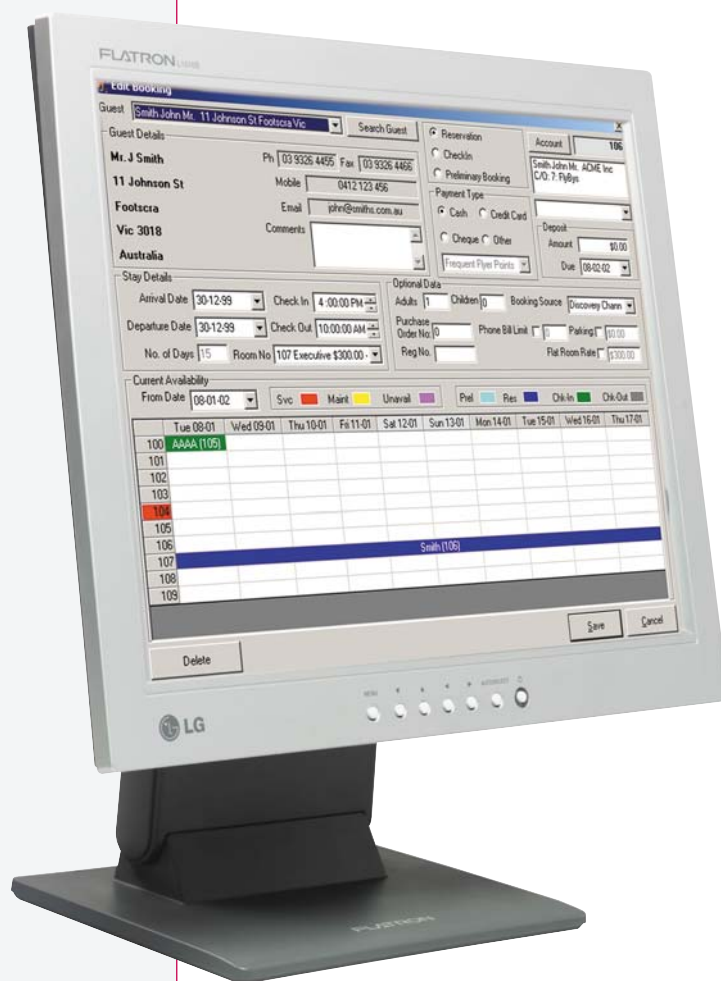 FLATRON
Edit Booking
Guest Smith John Mr. 11 Johnson St Footscra Vic Search Guest
Guest Details
Mr. J Smith
11 Johnson St
Footscra
Vic 3018
Australia
Ph 03 9326 4455 Fax 03 9326 4466
Mobile 0412 123 456
Email john@smiths.com.au
Comments
Reservation
CheckIn
Preliminary Booking
Account 106
Smith John Mr. ACME Inc
C/O: 7: FlyBys
Payment Type
Cash Credit Card
Cheque Other
Frequent Flyer Points
Deposit
Amount $0.00
Due 08-02-02
Stay Details
Arrival Date 30-12-99 Check In 4:00:00 PM
Departure Date 30-12-99 Check Out 10:00:00 AM
No. of Days 15 Room No 107 Executive $300.00 -
Optional Data
Adults 1 Children 0 Booking Source Discovery Chann
Purchase
Order No: 0 Phone Bill Limit 0 Parking $0.00
Reg No. Flat Room Rate $300.00
Current Availability
From Date 08-01-02 Svc Maint Unavail Prel Res Chk-In Chk-Out
Tue 08-01 Wed 09-01 Thu 10-01 Fri 11-01 Sat 12-01 Sun 13-01 Mon 14-01 Tue 15-01 Wed 16-01 Thu 17-01
100 AAAA (105)
101
102
103
104
105
106
107 Smith (106)
108
109
Delete Save Cancel
MENU
LG
FLATRON